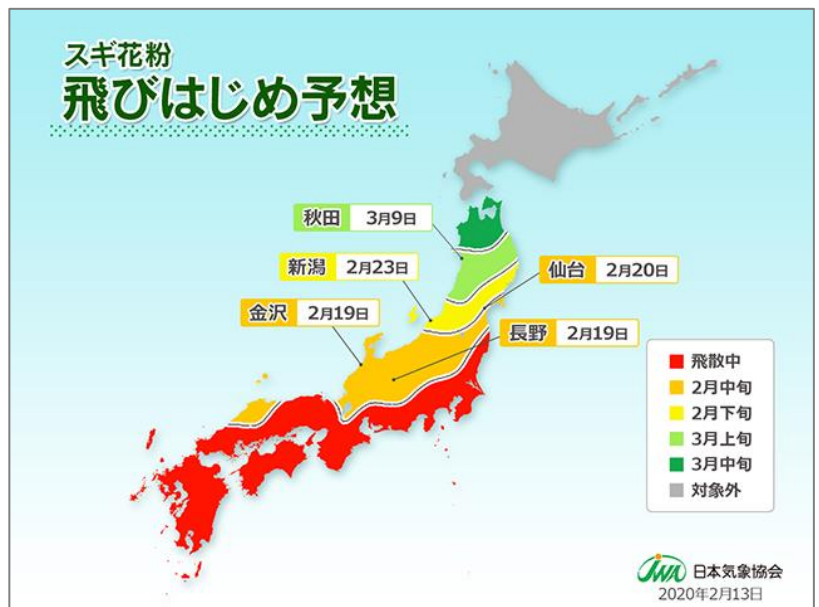 スギ花粉
飛びはじめ予想
秋田 3月9日
新潟 2月23日
仙台 2月20日
金沢 2月19日
長野 2月19日
飛散中
2月中旬
2月下旬
3月上旬
3月中旬
対象外
JWA 日本気象協会
2020年2月13日